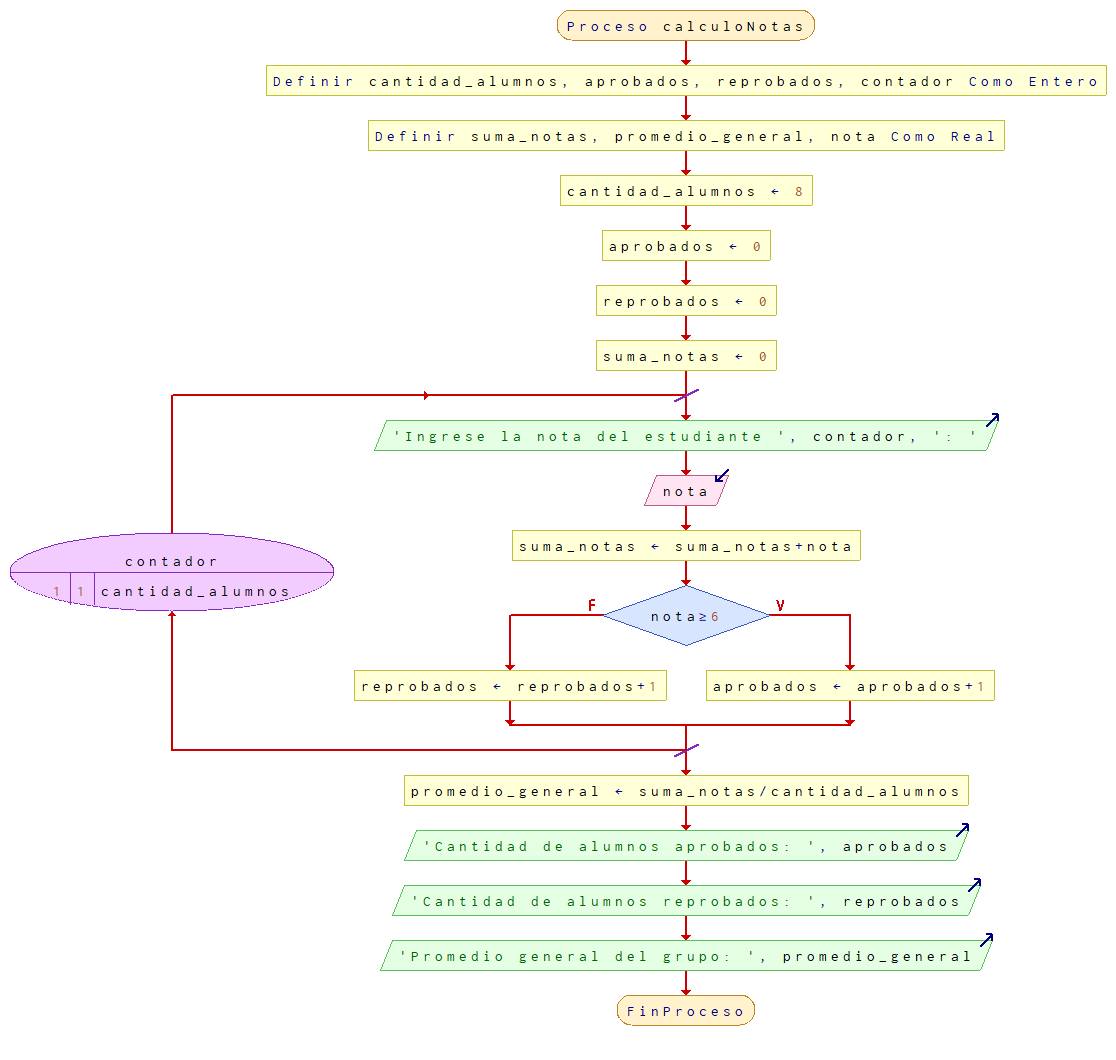 Proceso calculoNotas
Definir cantidad_alumnos, aprobados, reprobados, contador Como Entero
Definir suma_notas, promedio_general, nota Como Real
cantidad_alumnos ← 8
aprobados ← 0
reprobados ← 0
suma_notas ← 0
'Ingrese la nota del estudiante ', contador, ': '
nota
suma_notas ← suma_notas+nota
contador
1 1 cantidad_alumnos
F V
nota≥6
reprobados ← reprobados+1
aprobados ← aprobados+1
promedio_general ← suma_notas/cantidad_alumnos
'Cantidad de alumnos aprobados: ', aprobados
'Cantidad de alumnos reprobados: ', reprobados
'Promedio general del grupo: ', promedio_general
FinProceso